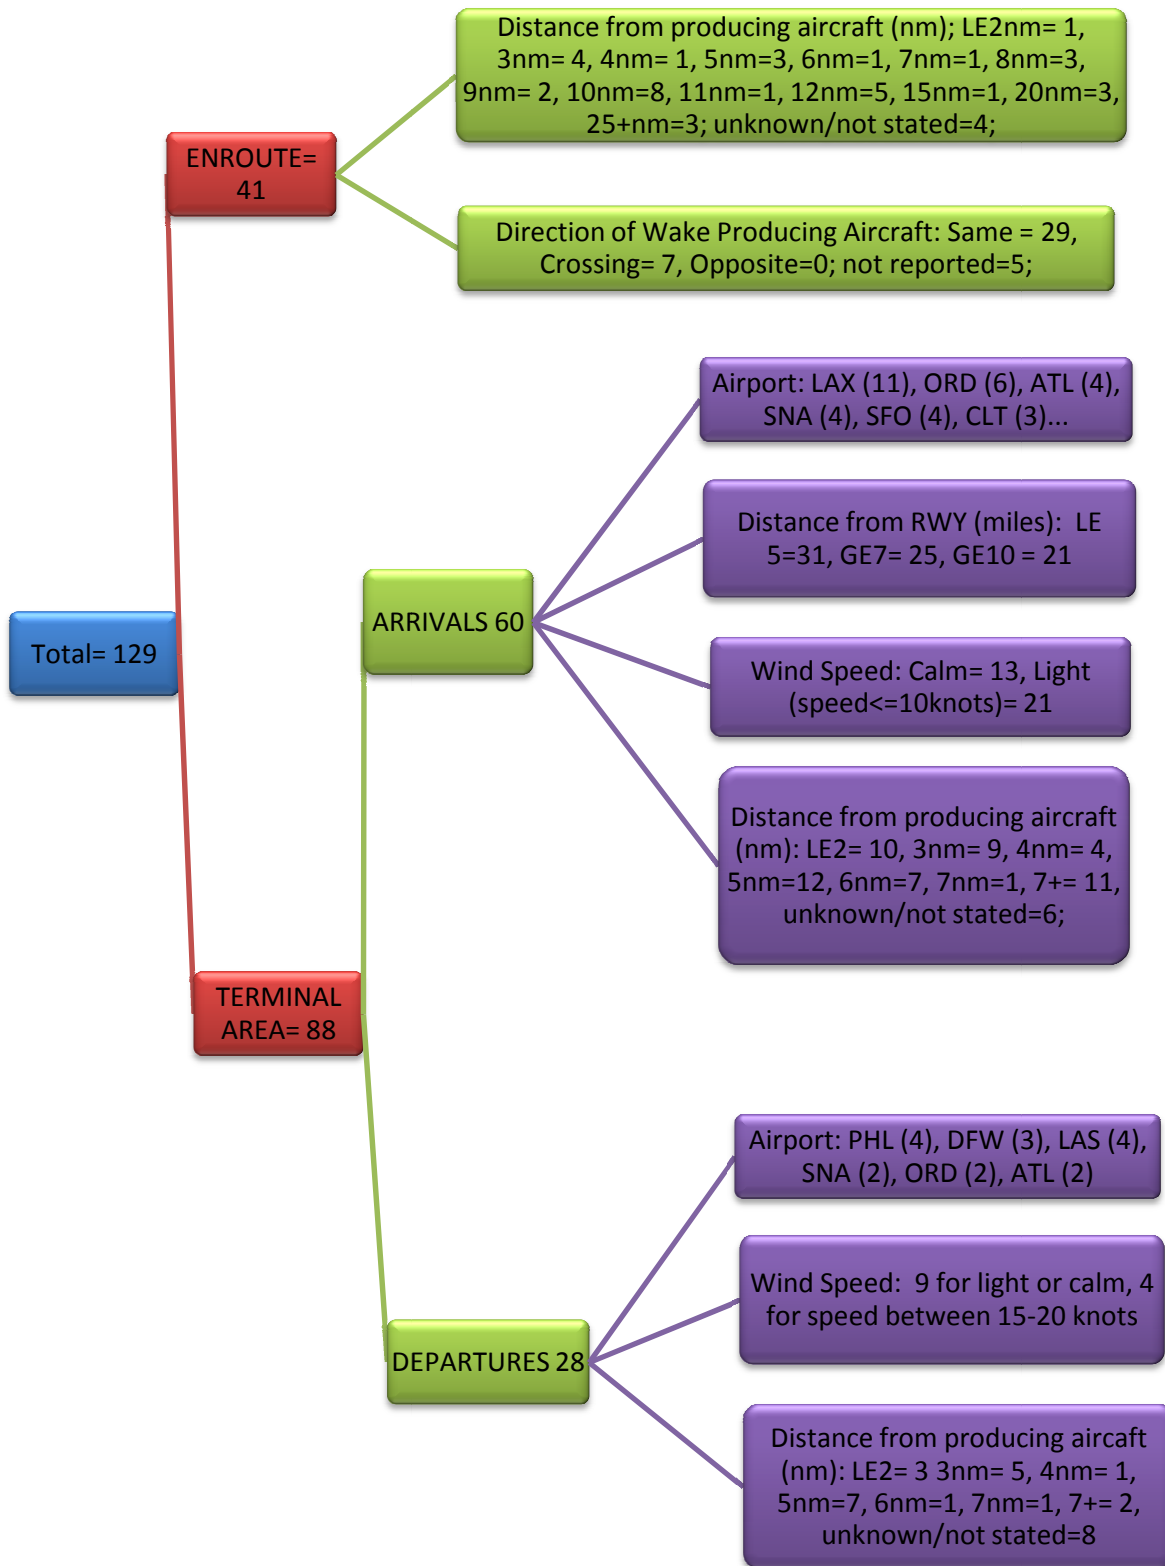 Distance from producing aircraft (nm); LE2nm= 1,
3nm= 4, 4nm= 1, 5nm=3, 6nm=1, 7nm=1, 8nm=3,
9nm= 2, 10nm=8, 11nm=1, 12nm=5, 15nm=1, 20nm=3,
25+nm=3; unknown/not stated=4;
ENROUTE=
41
Direction of Wake Producing Aircraft: Same = 29,
Crossing= 7, Opposite=0; not reported=5;
Airport: LAX (11), ORD (6), ATL (4),
SNA (4), SFO (4), CLT (3)...
Distance from RWY (miles):  LE
5=31, GE7= 25, GE10 = 21
ARRIVALS 60
Total= 129
Wind Speed: Calm= 13, Light
(speed<=10knots)= 21
Distance from producing aircraft
(nm): LE2= 10, 3nm= 9, 4nm= 4,
5nm=12, 6nm=7, 7nm=1, 7+= 11,
unknown/not stated=6;
TERMINAL
AREA= 88
Airport: PHL (4), DFW (3), LAS (4),
SNA (2), ORD (2), ATL (2)
Wind Speed:  9 for light or calm, 4
for speed between 15-20 knots
DEPARTURES 28
Distance from producing aircaft
(nm): LE2= 3 3nm= 5, 4nm= 1,
5nm=7, 6nm=1, 7nm=1, 7+= 2,
unknown/not stated=8